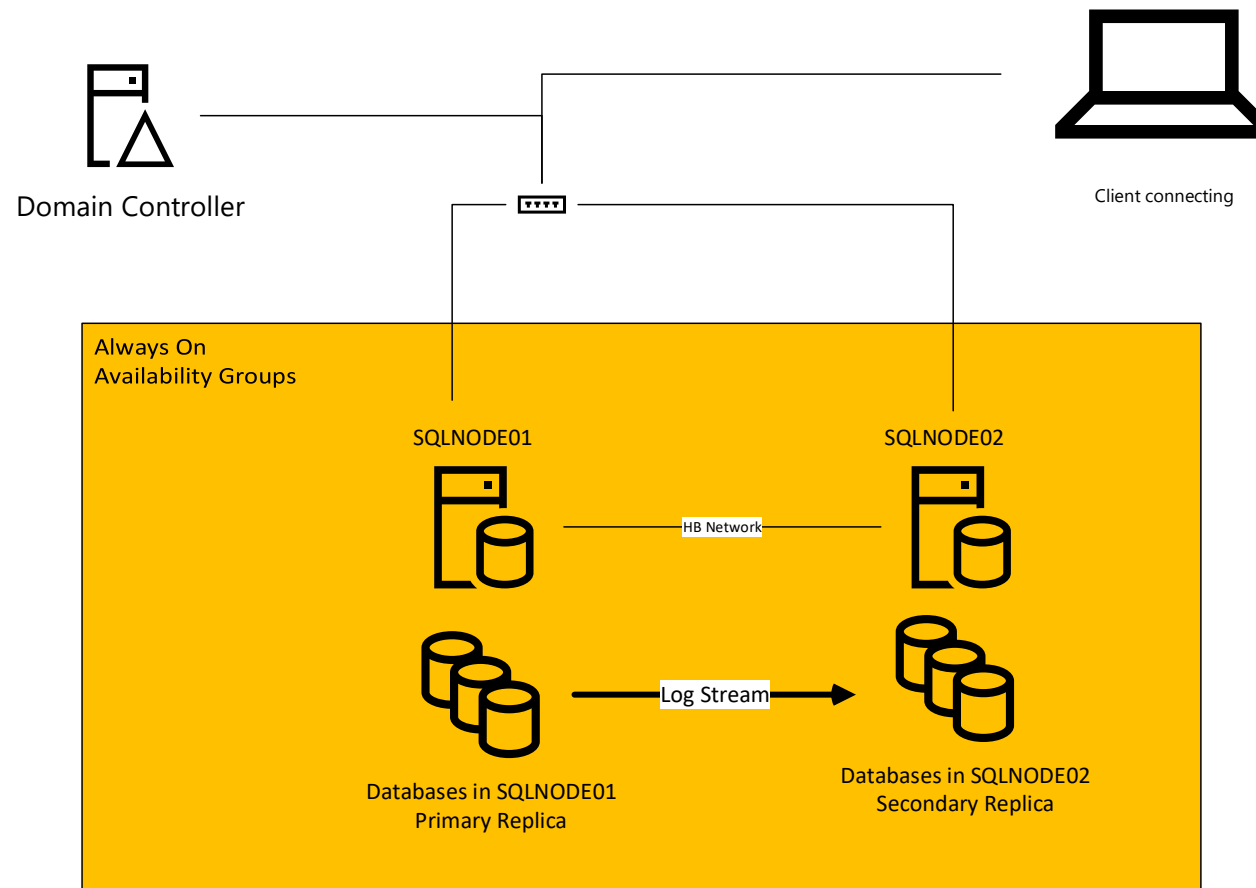 Domain Controller
Client connecting
Always On
Availability Groups
SQLNODE01
SQLNODE02
HB Network
Log Stream
Databases in SQLNODE01
Primary Replica
Databases in SQLNODE02
Secondary Replica